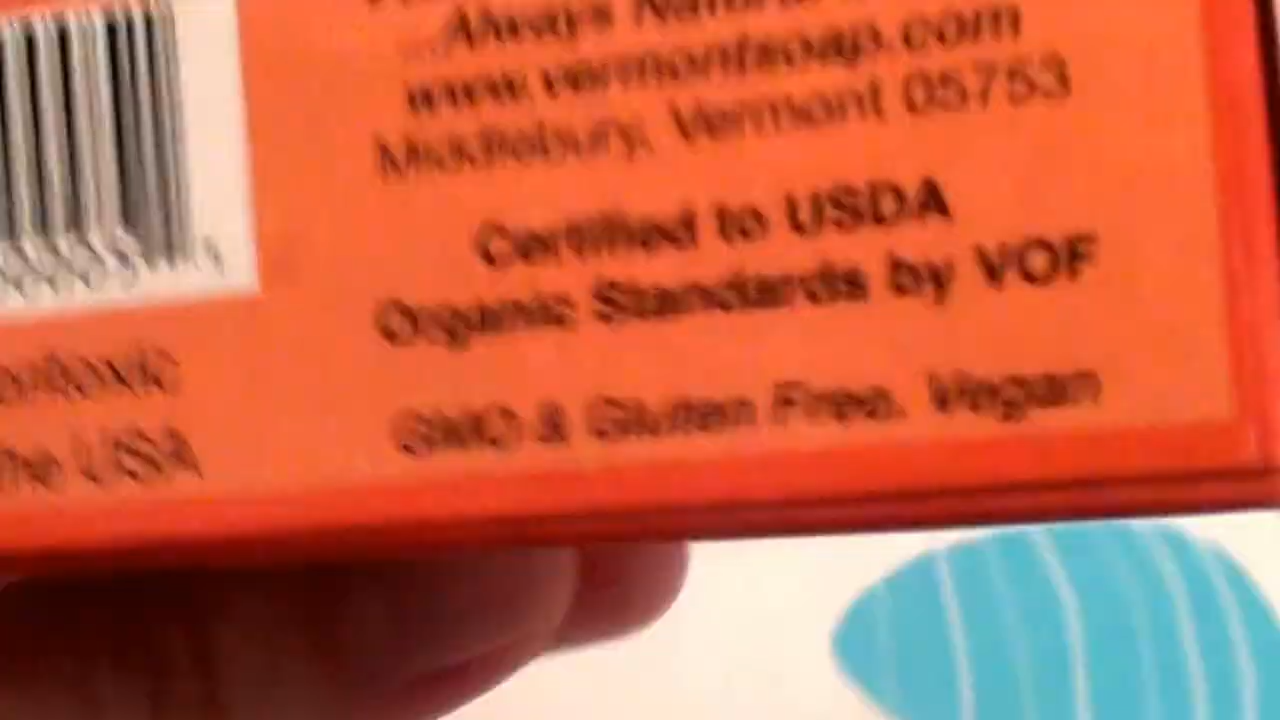 ...Always Natural
www.vermontsoap.com
Middlebury, Vermont 05753
Certified to USDA
Organic Standards by VOF
GMO & Gluten Free. Vegan
the USA